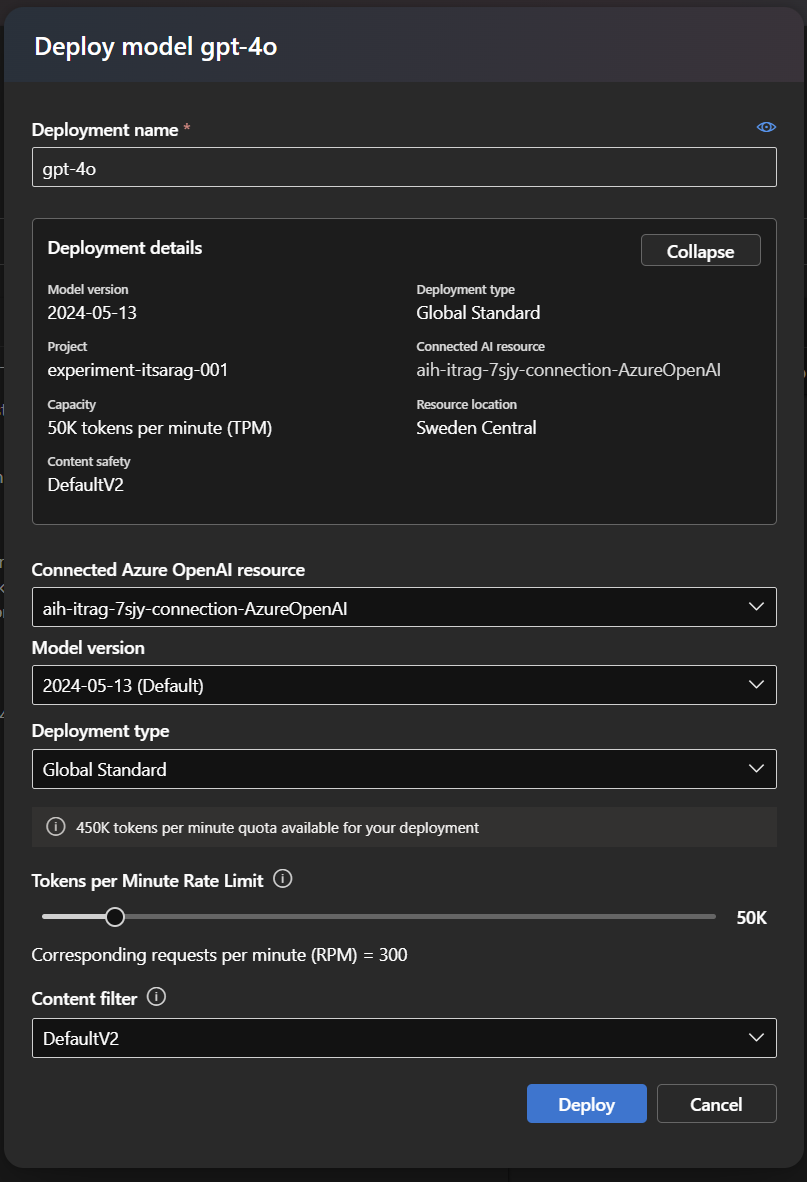 Deploy model gpt-4o
Deployment name *
gpt-4o
Deployment details
Collapse
Model version
Deployment type
2024-05-13
Global Standard
Project
Connected AI resource
experiment-itsarag-001
aih-itrag-7sjy-connection-AzureOpenAI
Capacity
Resource location
50K tokens per minute (TPM)
Sweden Central
Content safety
DefaultV2
Connected Azure OpenAI resource
aih-itrag-7sjy-connection-AzureOpenAI
Model version
2024-05-13 (Default)
Deployment type
Global Standard
450K tokens per minute quota available for your deployment
Tokens per Minute Rate Limit
50K
Corresponding requests per minute (RPM) = 300
Content filter
DefaultV2
Deploy
Cancel